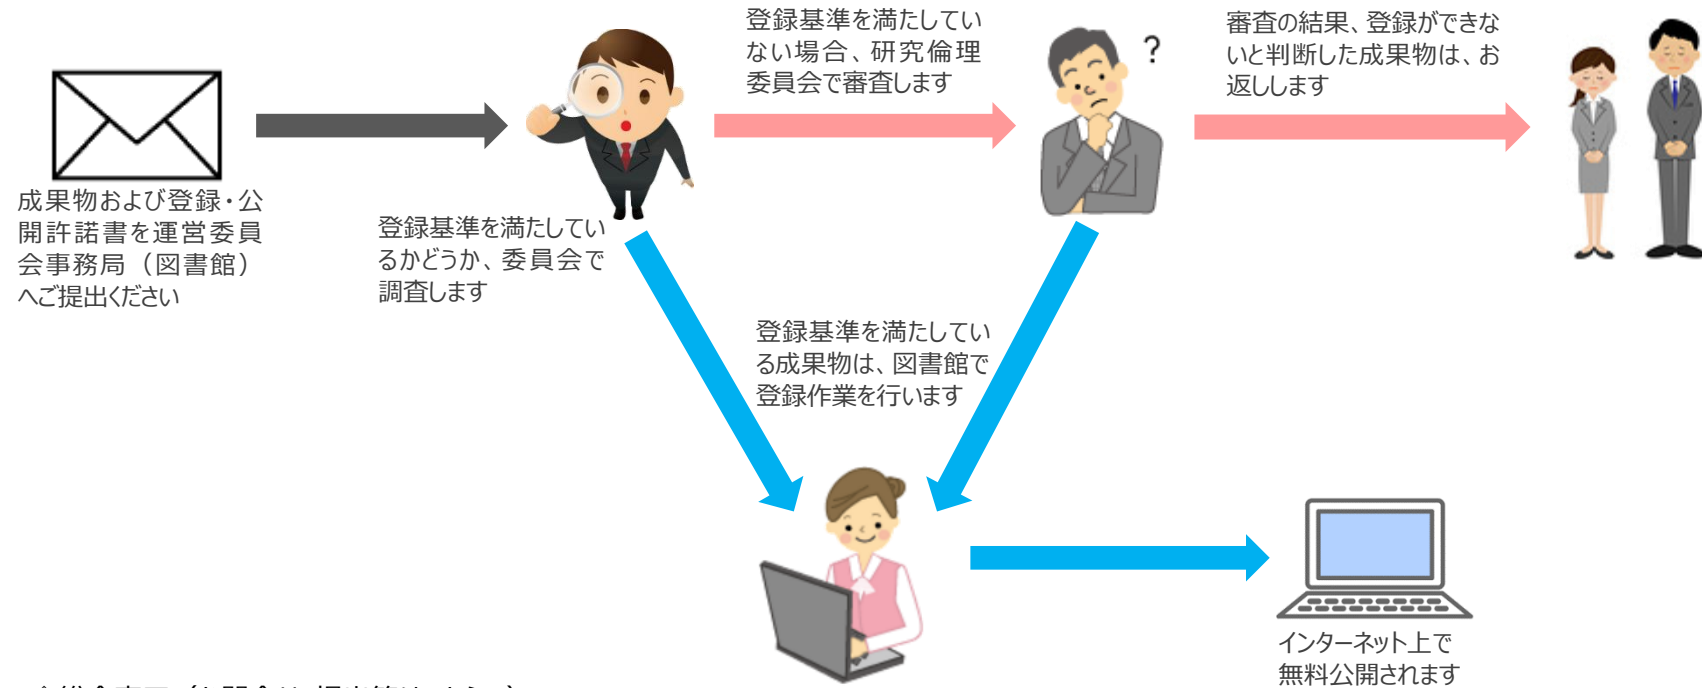 成果物および登録・公
開許諾書を運営委員
会事務局（図書館）
へご提出ください
登録基準を満たしてい
るかどうか、委員会で
調査します
登録基準を満たしてい
ない場合、研究倫理
委員会で審査します
?
審査の結果、登録ができな
いと判断した成果物は、お
返しします
登録基準を満たしてい
る成果物は、図書館で
登録作業を行います
インターネット上で
無料公開されます